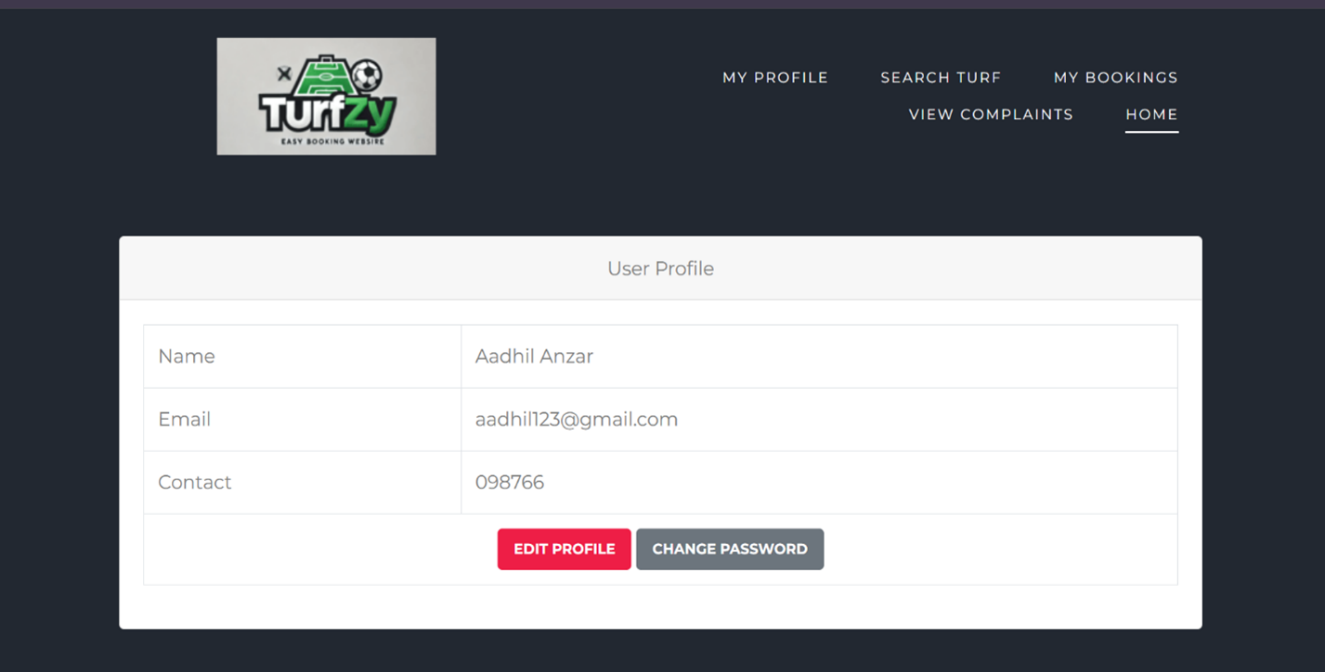 TurfZy
EASY BOOKING WEBSIRE
MY PROFILE SEARCH TURF MY BOOKINGS
VIEW COMPLAINTS HOME
User Profile
Name Aadhil Anzar
Email aadhil123@gmail.com
Contact 098766
EDIT PROFILE CHANGE PASSWORD